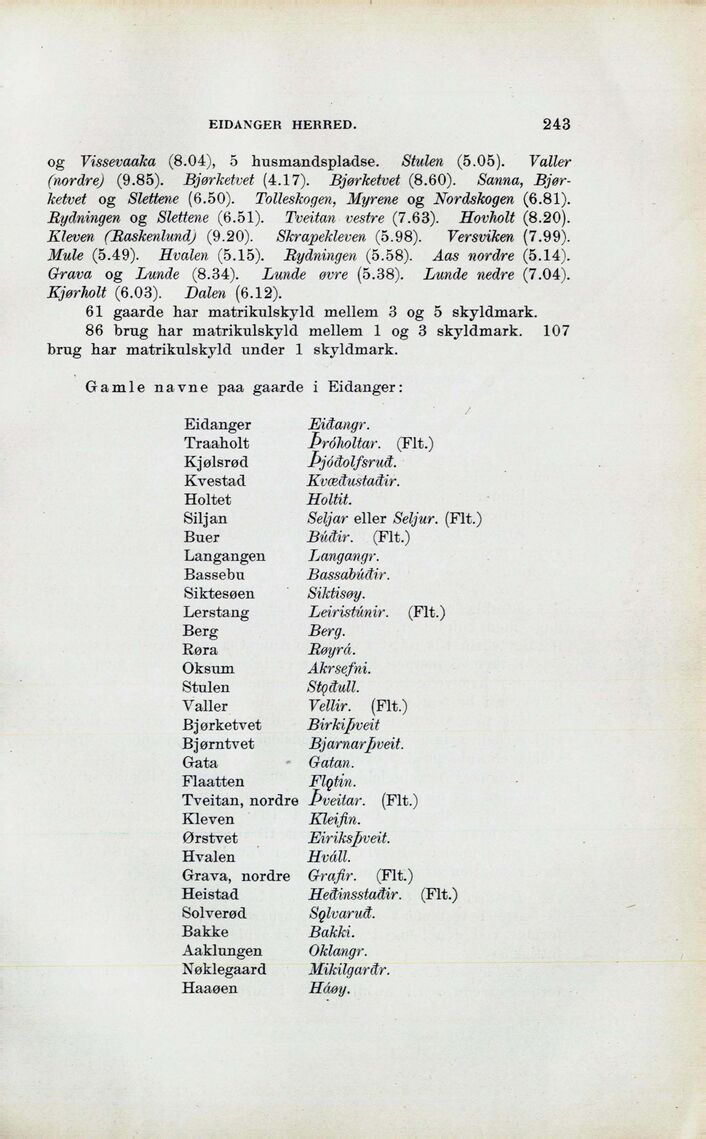 EIDANGER HERRED. 243
og Vissevaaka (8.04), 5 husmandspladse. Stulen (5.05). Valler
(nordre) (9.85). Bjørketvet (4.17). Bjørketvet (8.60). Sanna, Bjør-
ketvet og Slettene (6.50). Tolleskogen, Myrene og Nordskogen (6.81).
Rydningen og Slettene (6.51). Tveitan vestre (7.63). Hovholt (8.20).
Kleven (Raskenlund) (9.20). Skrapekleven (5.98). Versviken (7.99).
Mule (5.49). Hvalen (5.15). Rydningen (5.58). Aas nordre (5.14).
Grava og Lunde (8.34). Lunde øvre (5.38). Lunde nedre (7.04).
Kjørholt (6.03). Dalen (6.12).
61 gaarde har matrikulskyld mellem 3 og 5 skyldmark.
86 brug har matrikulskyld mellem 1 og 3 skyldmark. 107
brug har matrikulskyld under 1 skyldmark.
Gamle navne paa gaarde i Eidanger:
Eidanger Eiðangr.
Traaholt Þróholtar. (Flt.)
Kjølsrød Þjóðolfsruð.
Kvestad Kvæðustaðir.
Holtet Holtit.
Siljan Seljar eller Seljur. (Flt.)
Buer Búðir. (Flt.)
Langangen Langangr.
Bassebu Bassabúðir.
Siktesøen Siktisøy.
Lerstang Leiristúnir. (Flt.)
Berg Berg.
Røra Røyrá.
Oksum Akrsefni.
Stulen Stǫðull.
Valler Vellir. (Flt.)
Bjørketvet Birkiþveit
Bjørntvet Bjarnarþveit.
Gata Gatan.
Flaatten Flǫtin.
Tveitan, nordre Þveitar. (Flt.)
Kleven Kleifin.
Ørstvet Eiriksþveit.
Hvalen Hváll.
Grava, nordre Grafir. (Flt.)
Heistad Heðinsstaðir. (Flt.)
Solverød Sǫlvaruð.
Bakke Bakki.
Aaklungen Oklangr.
Nøklegaard Mikilgarðr.
Haaøen Háøy.